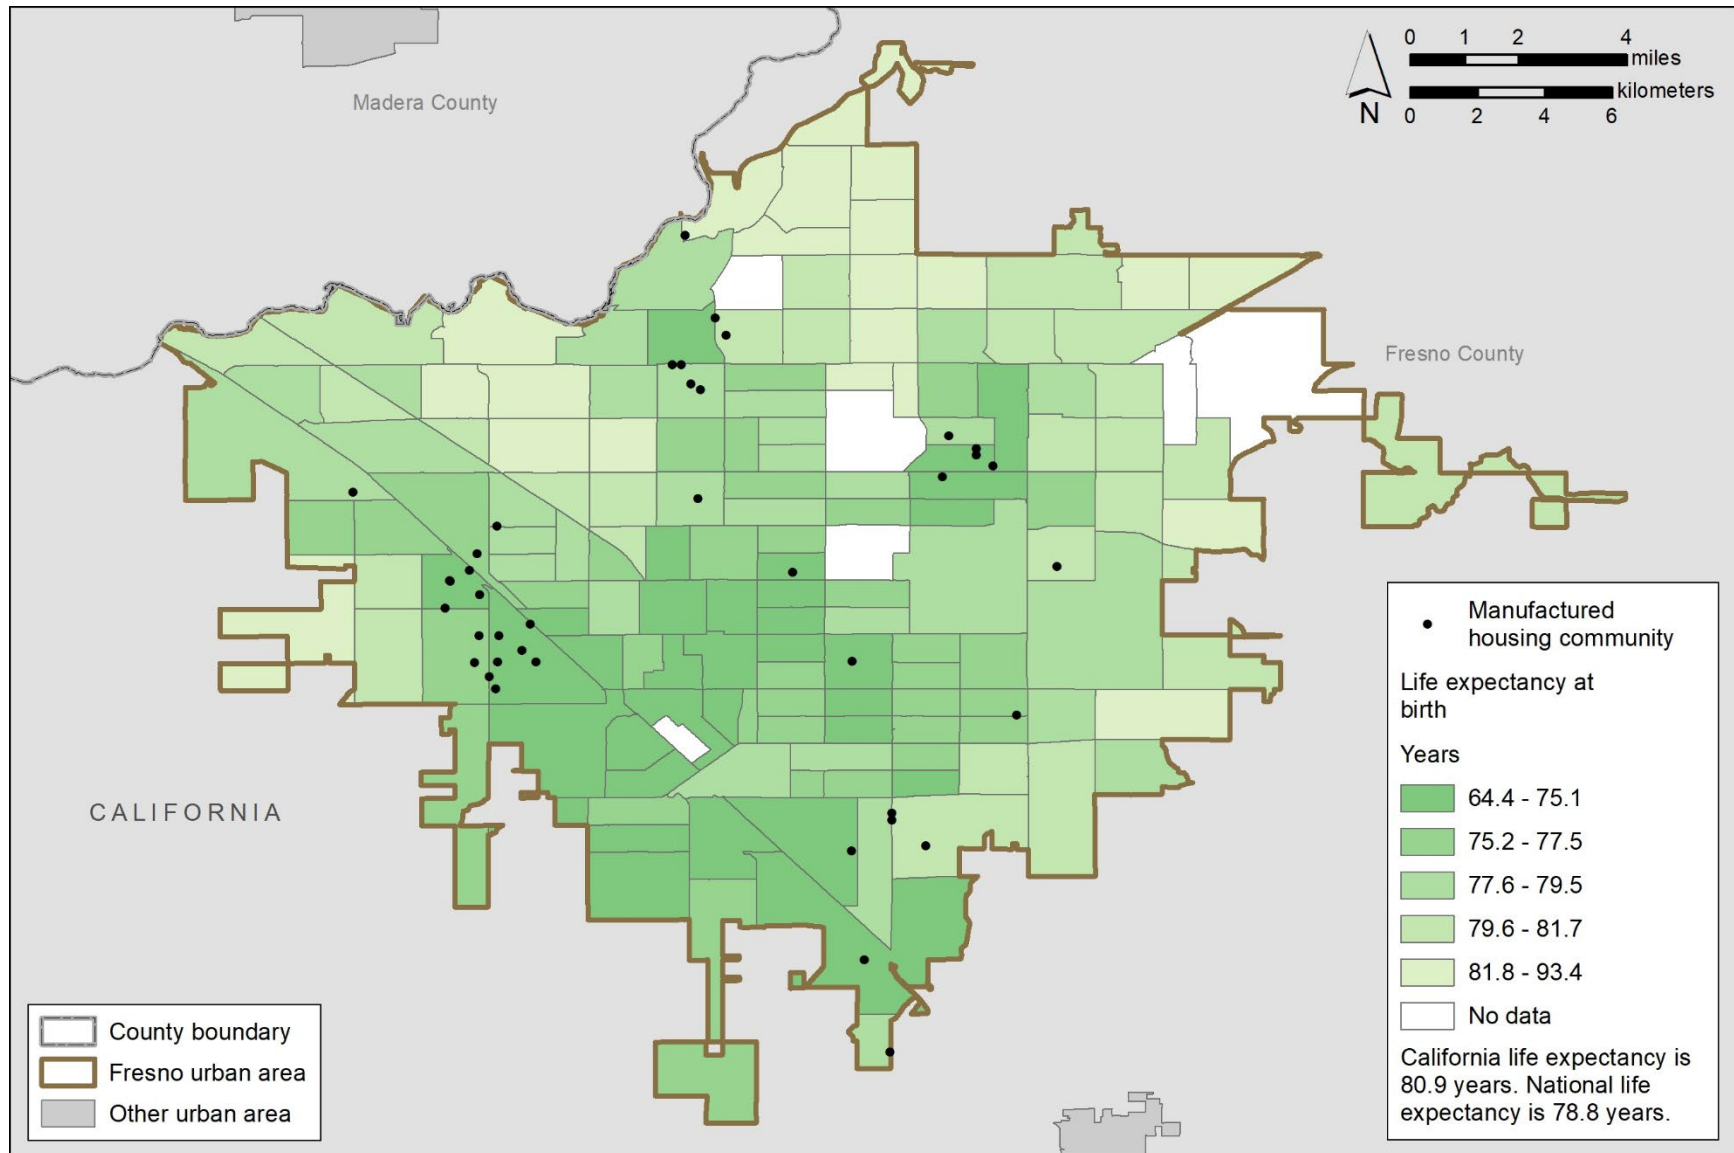 Madera County
0 1 2 4
miles
kilometers
0 2 4 6
N
Fresno County
CALIFORNIA
Manufactured
housing community
Life expectancy at
birth
Years
64.4 - 75.1
75.2 - 77.5
77.6 - 79.5
79.6 - 81.7
81.8 - 93.4
No data
California life expectancy is
80.9 years. National life
expectancy is 78.8 years.
County boundary
Fresno urban area
Other urban area